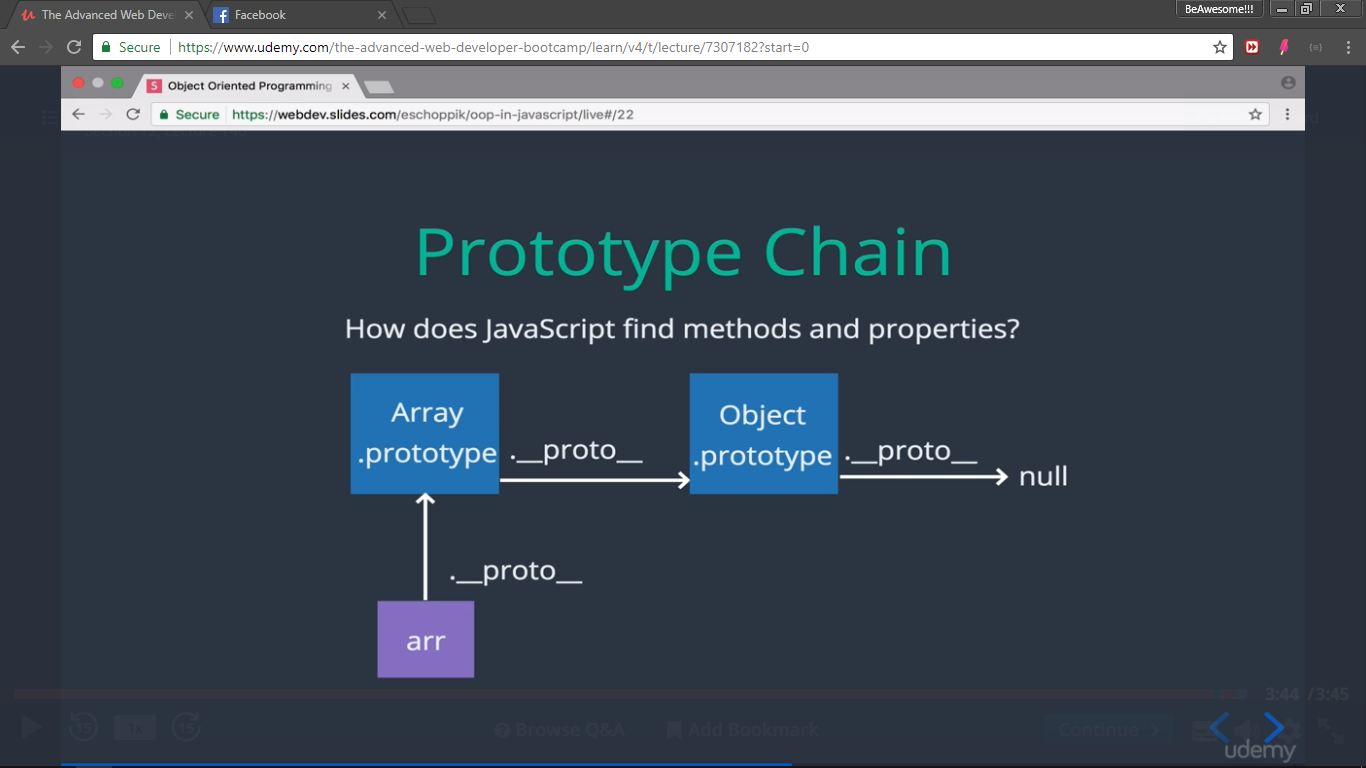 The Advanced Web Deve
Facebook
BeAwesome!!!
Secure
https://www.udemy.com/the-advanced-web-developer-bootcamp/learn/v4/t/lecture/7307182?start=0
Object Oriented Programming
Secure
https://webdev.slides.com/eschoppik/oop-in-javascript/live#/22
Prototype Chain
How does JavaScript find methods and properties?
Array
.prototype
.__proto__
Object
.prototype
.__proto__
null
.__proto__
arr
3:44 /3:45
15
1x
15
Browse Q&A
Add Bookmark
Continue
udemy